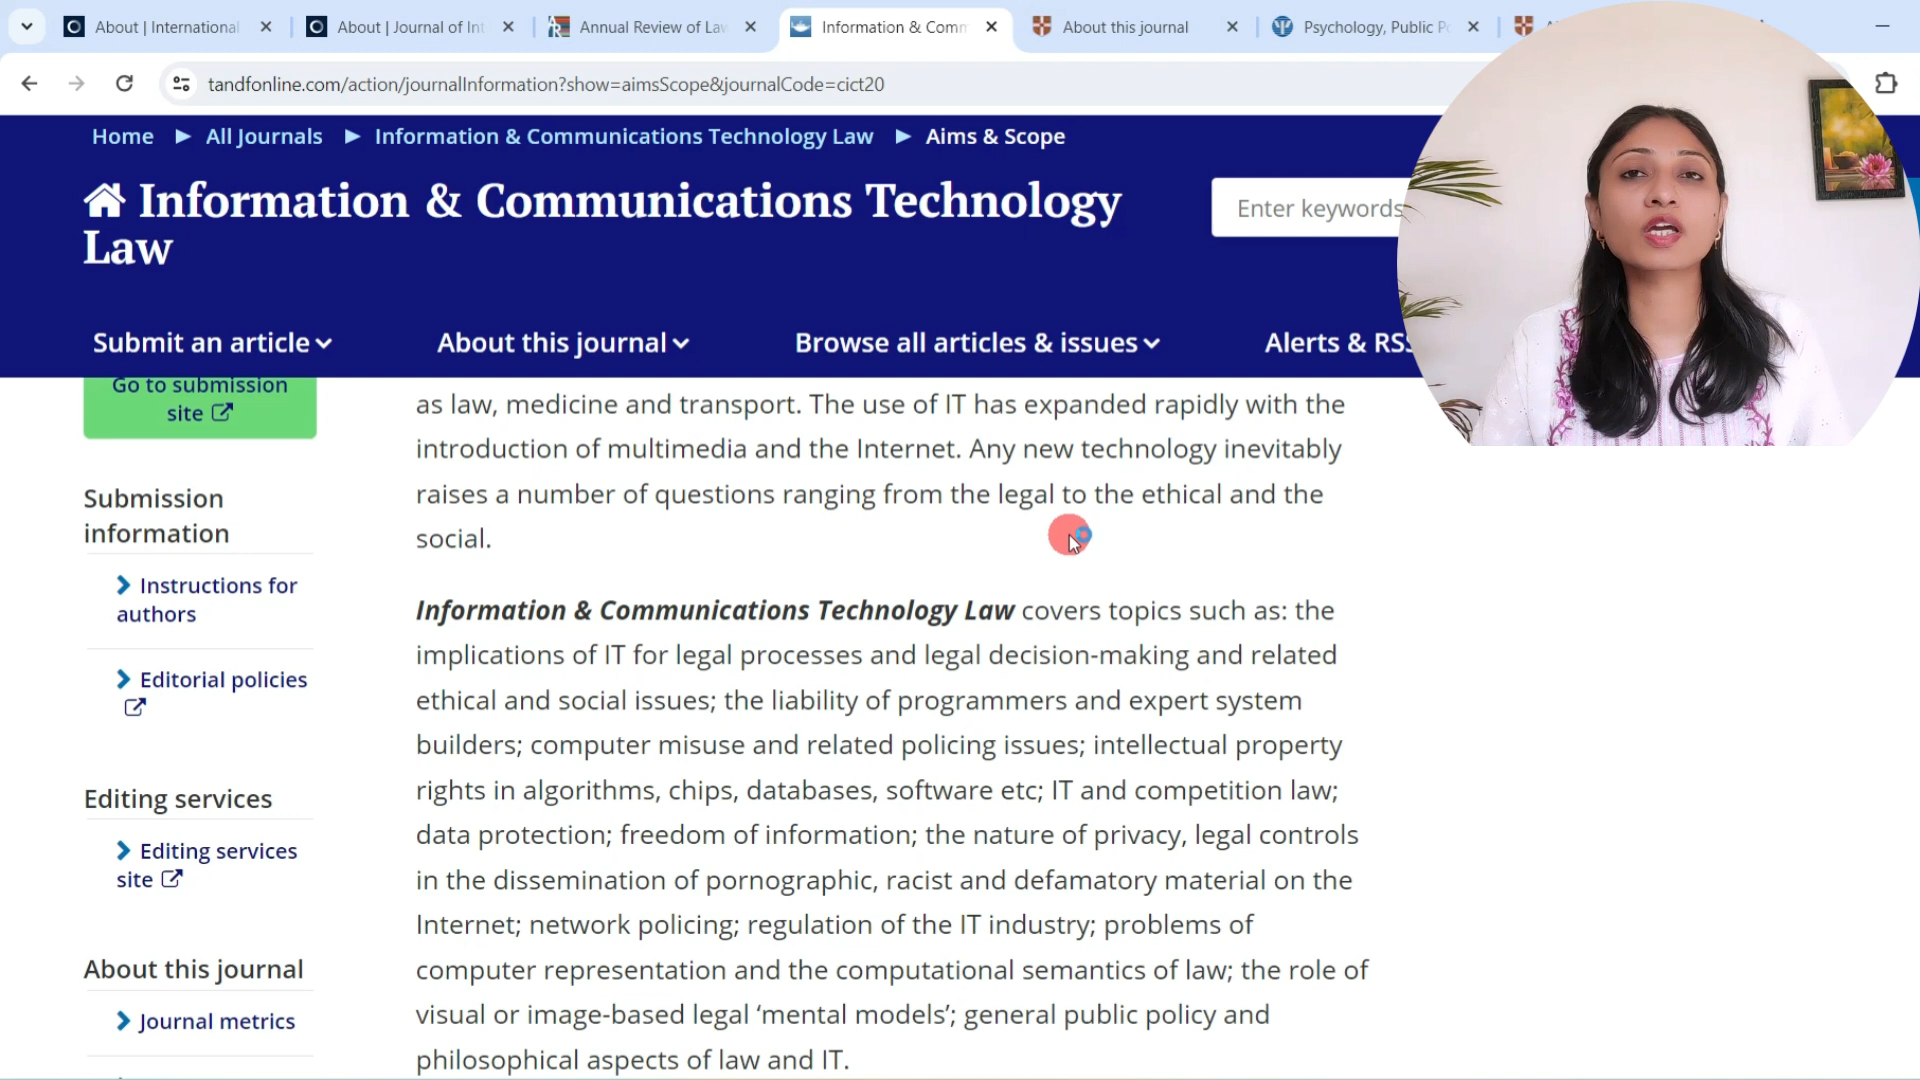 About | International
About | Journal of Int
Annual Review of Law
Information & Comm
About this journal
Psychology, Public Po
tandfonline.com/action/journalInformation?show=aimsScope&journalCode=cict20
Home ► All Journals ► Information & Communications Technology Law ► Aims & Scope
Information & Communications Technology
Law
Enter keywords
Submit an article
About this journal
Browse all articles & issues
Alerts & RSS
Go to submission
site
Submission
information
Instructions for
authors
Editorial policies
Editing services
Editing services
site
About this journal
Journal metrics
as law, medicine and transport. The use of IT has expanded rapidly with the
introduction of multimedia and the Internet. Any new technology inevitably
raises a number of questions ranging from the legal to the ethical and the
social.
Information & Communications Technology Law covers topics such as: the
implications of IT for legal processes and legal decision-making and related
ethical and social issues; the liability of programmers and expert system
builders; computer misuse and related policing issues; intellectual property
rights in algorithms, chips, databases, software etc; IT and competition law;
data protection; freedom of information; the nature of privacy, legal controls
in the dissemination of pornographic, racist and defamatory material on the
Internet; network policing; regulation of the IT industry; problems of
computer representation and the computational semantics of law; the role of
visual or image-based legal ‘mental models’; general public policy and
philosophical aspects of law and IT.